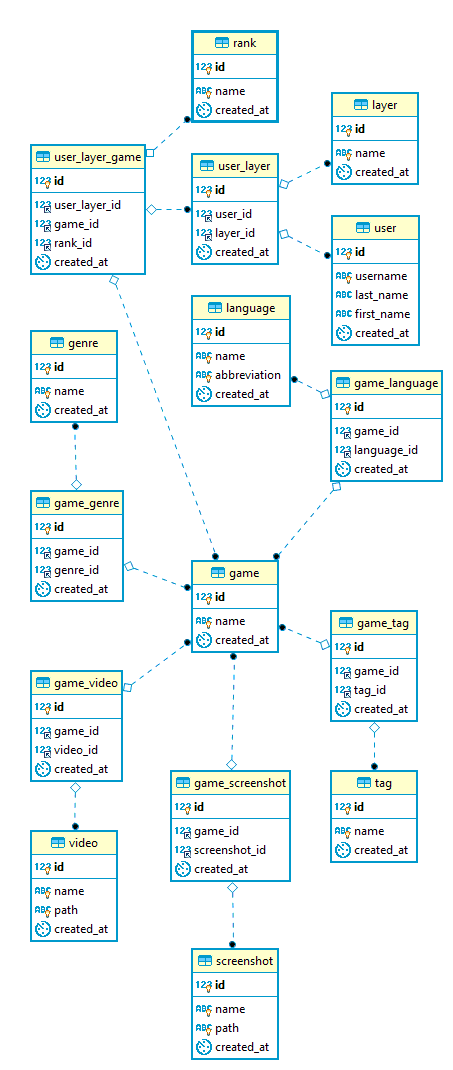 rank
123 id
ABC name
created_at
layer
123 id
ABC name
created_at
user_layer_game
123 id
123 user_layer_id
123 game_id
123 rank_id
created_at
user_layer
123 id
123 user_id
123 layer_id
created_at
user
123 id
ABC username
ABC last_name
ABC first_name
created_at
language
123 id
ABC name
ABC abbreviation
created_at
genre
123 id
ABC name
created_at
game_language
123 id
123 game_id
123 language_id
created_at
game_genre
123 id
123 game_id
123 genre_id
created_at
game
123 id
ABC name
created_at
game_tag
123 id
123 game_id
123 tag_id
created_at
game_video
123 id
123 game_id
123 video_id
created_at
game_screenshot
123 id
123 game_id
123 screenshot_id
created_at
tag
123 id
ABC name
created_at
video
123 id
ABC name
ABC path
created_at
screenshot
123 id
ABC name
ABC path
created_at